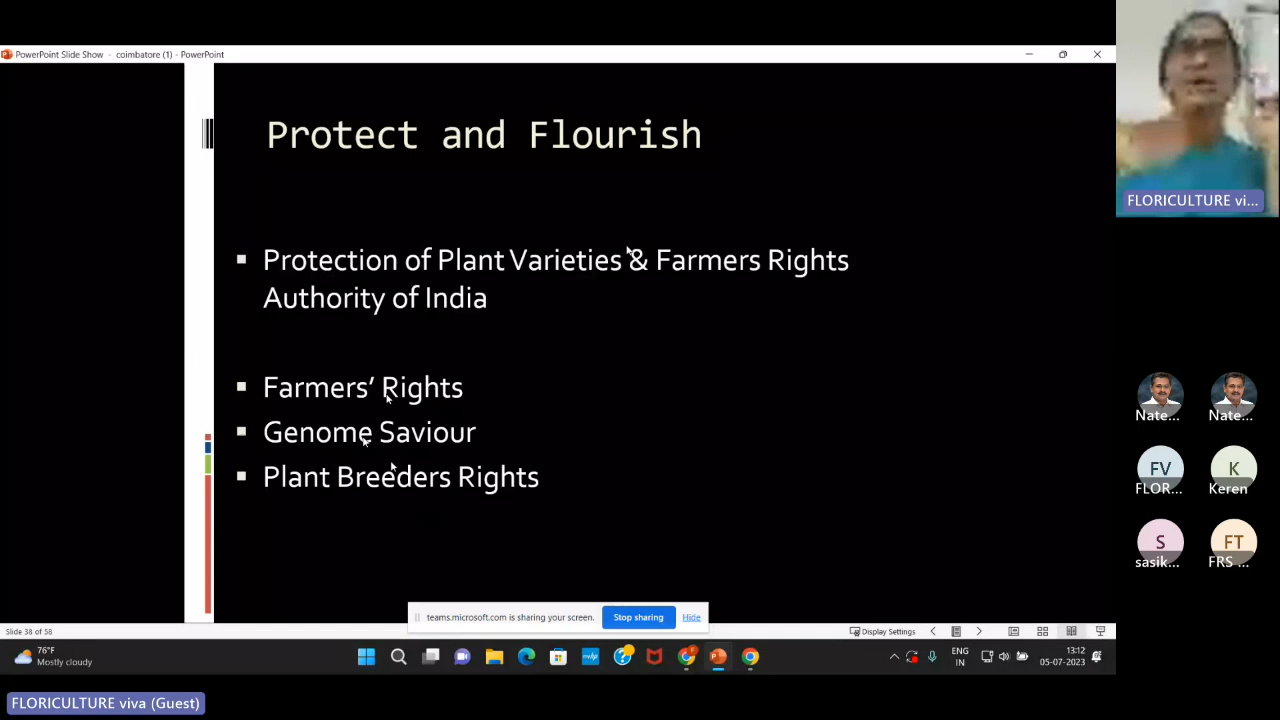 PowerPoint Slide Show - coimbatore (1) - PowerPoint
Protect and Flourish
Protection of Plant Varieties & Farmers Rights
Authority of India
Farmers’ Rights
Genome Saviour
Plant Breeders Rights
FLORICULTURE vi...
Nate...
Nate...
FV
K
FLOR...
Keren
S
FT
sasik...
FRS ...
teams.microsoft.com is sharing your screen.
Stop sharing
Hide
Slide 38 of 58
Display Settings
76°F
Mostly cloudy
ENG
IN
13:12
05-07-2023
FLORICULTURE viva (Guest)